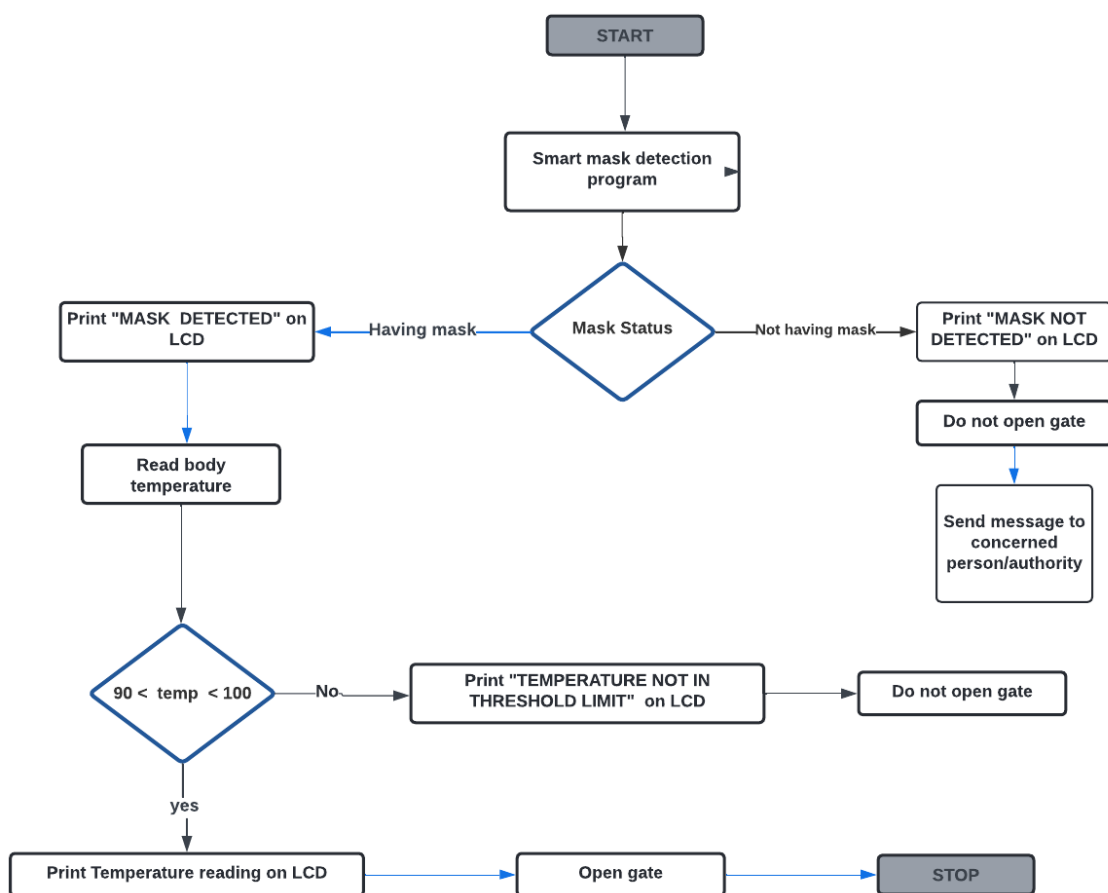 START
Smart mask detection
program
Mask Status
Having mask
Not having mask
Print "MASK DETECTED" on
LCD
Print "MASK NOT
DETECTED" on LCD
Do not open gate
Send message to
concerned
person/authority
Read body
temperature
90 < temp < 100
No
Print "TEMPERATURE NOT IN
THRESHOLD LIMIT" on LCD
Do not open gate
yes
Print Temperature reading on LCD
Open gate
STOP